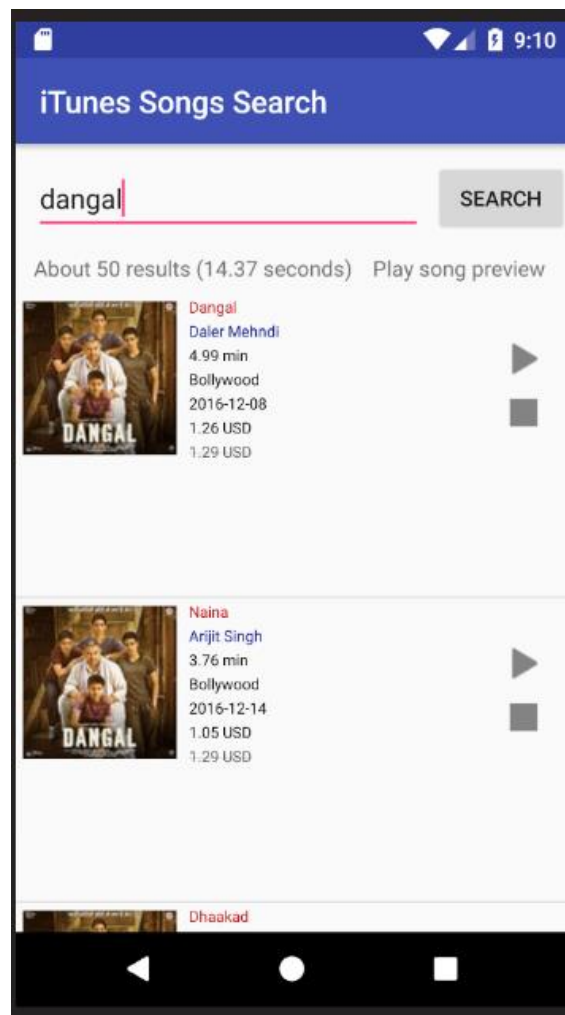 9:10
iTunes Songs Search
dangal
SEARCH
About 50 results (14.37 seconds) Play song preview
DANGAL
Dangal
Daler Mehndi
4.99 min
Bollywood
2016-12-08
1.26 USD
1.29 USD
DANGAL
Naina
Arijit Singh
3.76 min
Bollywood
2016-12-14
1.05 USD
1.29 USD
Dhaakad